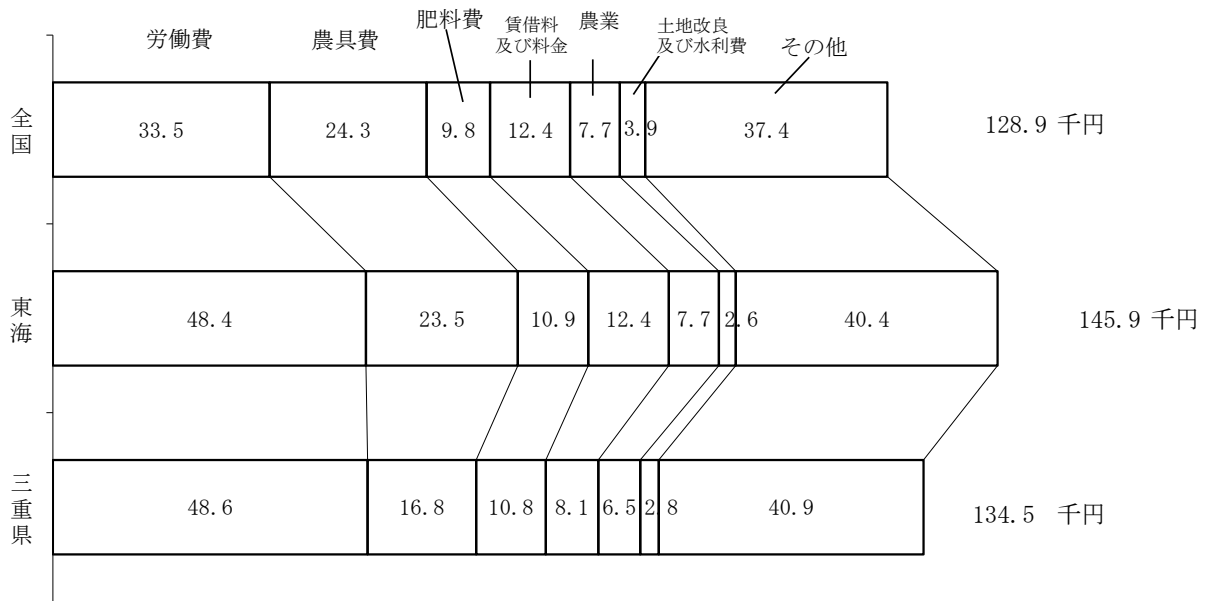 労働費
農具費
肥料費
賃借料
及び料金
農業
土地改良
及び水利費
その他
全国
33.5
24.3
9.8
12.4
7.7
3.9
37.4
128.9 千円
東海
48.4
23.5
10.9
12.4
7.7
2.6
40.4
145.9 千円
三重県
48.6
16.8
10.8
8.1
6.5
2.8
40.9
134.5 千円